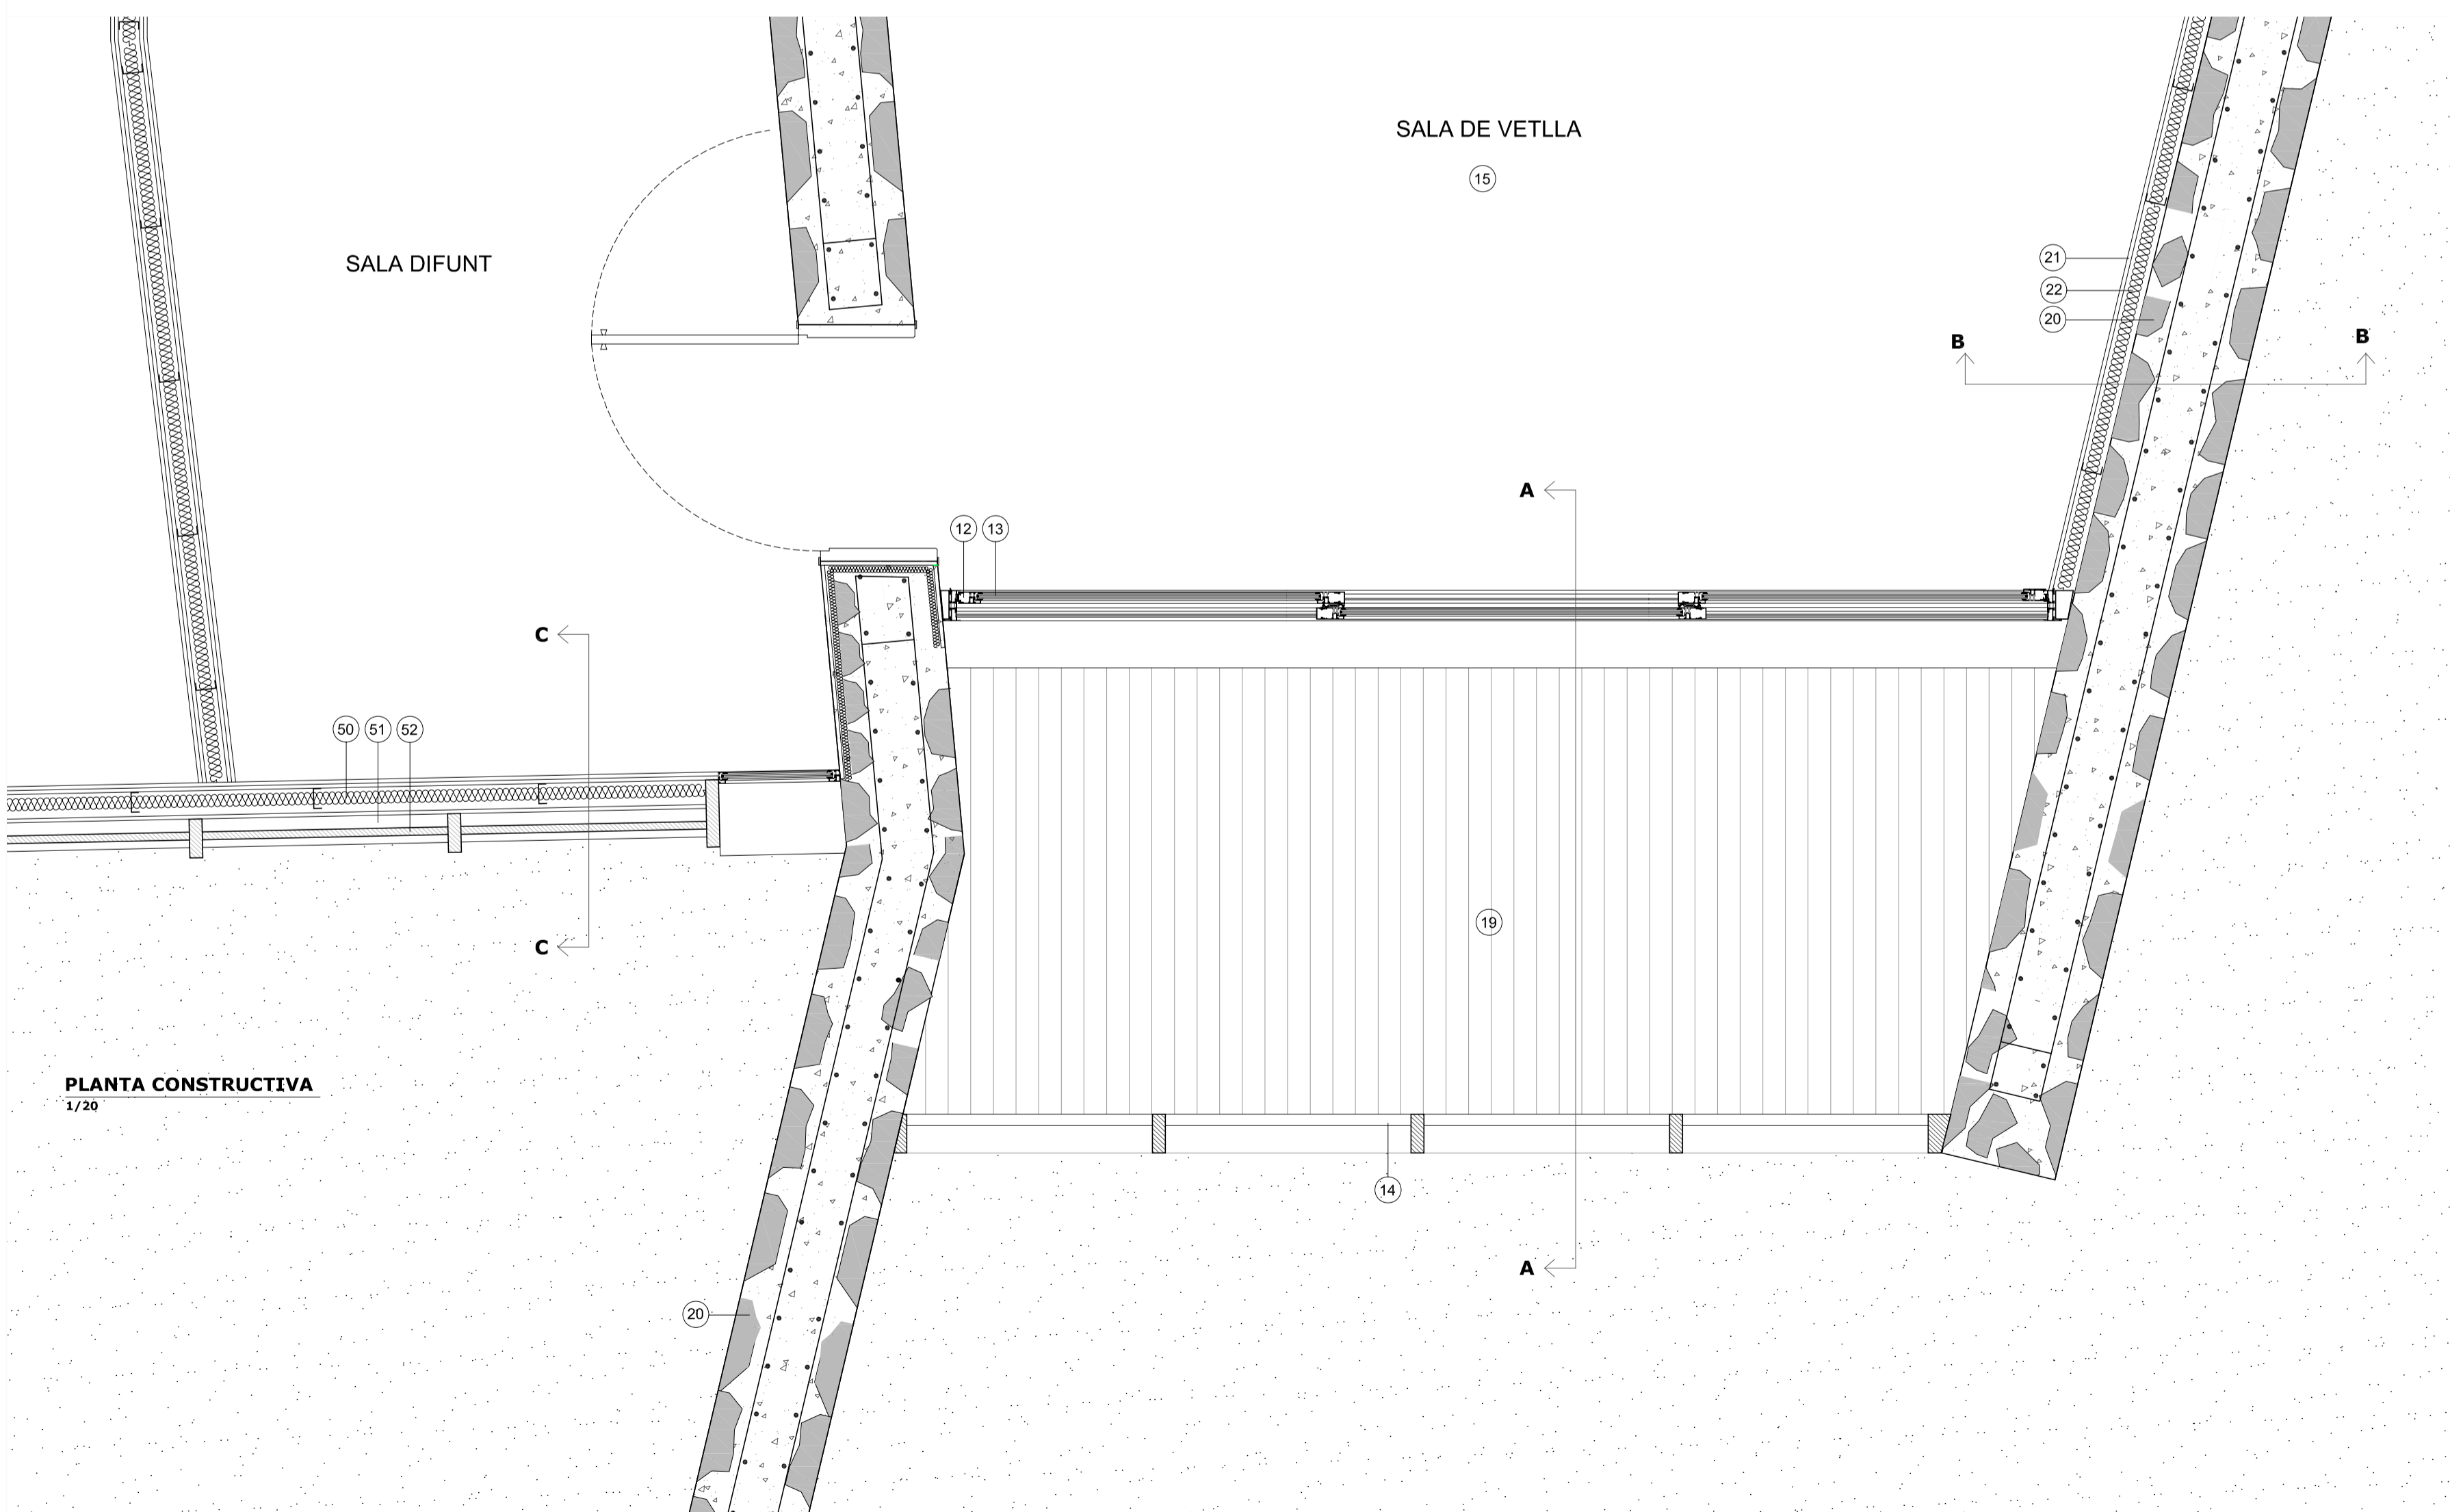 SALA DE VETLLA
15
SALA DIFUNT
21
22
20
B
B
A
12
13
C
50
51
52
19
C
PLANTA CONSTRUCTIVA
1/20
14
A
20